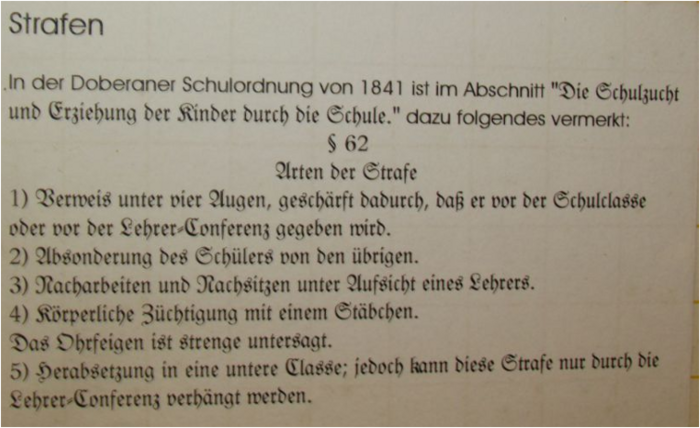 Strafen
In der Doberaner Schulordnung von 1841 ist im Abschnitt "Die Schulzucht
und Erziehung der Kinder durch die Schule." dazu folgendes vermerkt:
§ 62
Arten der Strafe
1) Verweis unter vier Augen, geschärft dadurch, daß er vor der Schulclasse
oder vor der Lehrer-Conferenz gegeben wird.
2) Absonderung des Schülers von den übrigen.
3) Nacharbeiten und Nachsitzen unter Aufsicht eines Lehrers.
4) Körperliche Züchtigung mit einem Stäbchen.
Das Ohrfeigen ist strenge untersagt.
5) Herabsetzung in eine untere Classe; jedoch kann diese Strafe nur durch die
Lehrer-Conferenz verhängt werden.